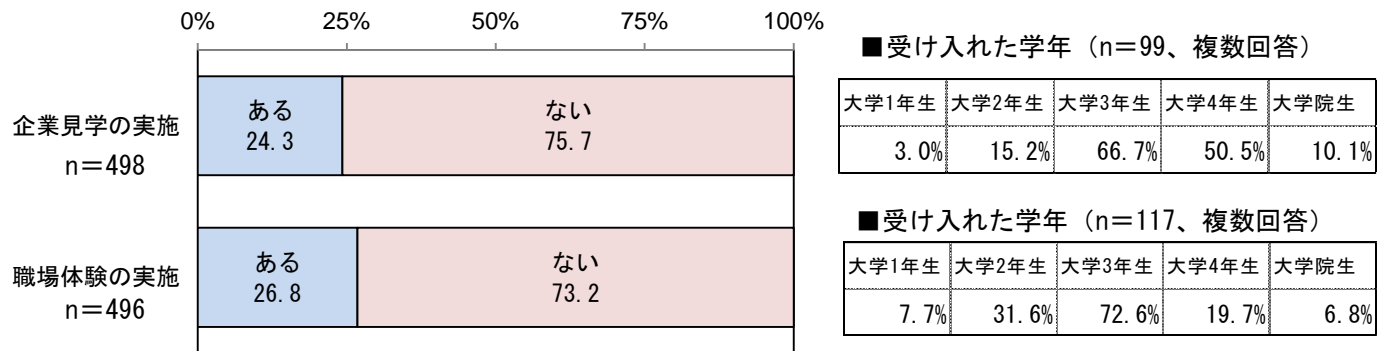 0% 25% 50% 75% 100%
企業見学の実施
n＝498
ある
24.3
ない
75.7
職場体験の実施
n＝496
ある
26.8
ない
73.2
■受け入れた学年（n＝99、複数回答）
大学1年生 大学2年生 大学3年生 大学4年生 大学院生
3.0% 15.2% 66.7% 50.5% 10.1%
■受け入れた学年（n＝117、複数回答）
大学1年生 大学2年生 大学3年生 大学4年生 大学院生
7.7% 31.6% 72.6% 19.7% 6.8%